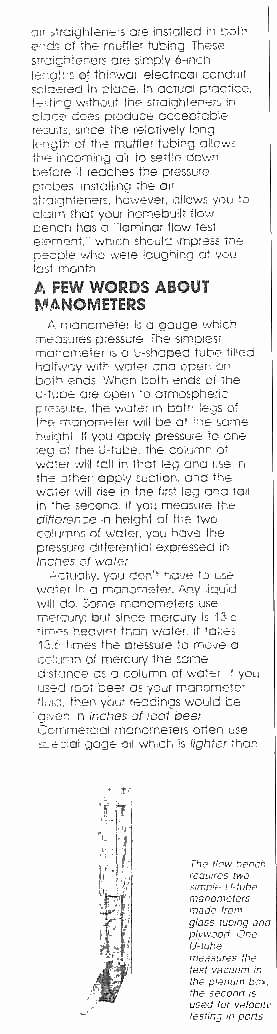 air straighteners are installed in both
ends of the muffler tubing. These
straighteners are simply 6-inch
lengths of thinwall electrical conduit
soldered in place. In actual practice,
testing without the straighteners in
place does produce acceptable
results, since the relatively long
length of the muffler tubing allows
the incoming air to settle down
before it reaches the pressure
probes. Installing the air
straighteners, however, allows you to
claim that your homebuilt flow
bench has a "laminar flow test
element," which should impress the
people who were laughing at you
last month.
A FEW WORDS ABOUT
MANOMETERS
A manometer is a gauge which
measures pressure. The simplest
manometer is a U-shaped tube filled
halfway with water and open on
both ends. When both ends of the
U-tube are open to atmospheric
pressure, the water in both legs of
the manometer will be at the same
height. If you apply pressure to one
leg of the U-tube, the column of
water will fall in that leg and rise in
the other; apply suction, and the
water will rise in the first leg and fall
in the second. If you measure the
difference in height of the two
columns of water, you have the
pressure differential expressed in
inches of water.
Actually, you don't have to use
water in a manometer. Any liquid
will do. Some manometers use
mercury; but since mercury is 13.6
times heavier than water, it takes
13.6 times the pressure to move a
column of mercury the same
distance as a column of water. If you
used root beer as your manometer
fluid, then your readings would be
given in inches of root beer.
Commercial manometers often use
special gage oil which is lighter than
The flow bench
requires two
simple U-tube
manometers
made from
glass tubing and
plywood. One
U-tube
measures the
test vacuum in
the plenum box;
the second is
used for velocity
testing in ports.